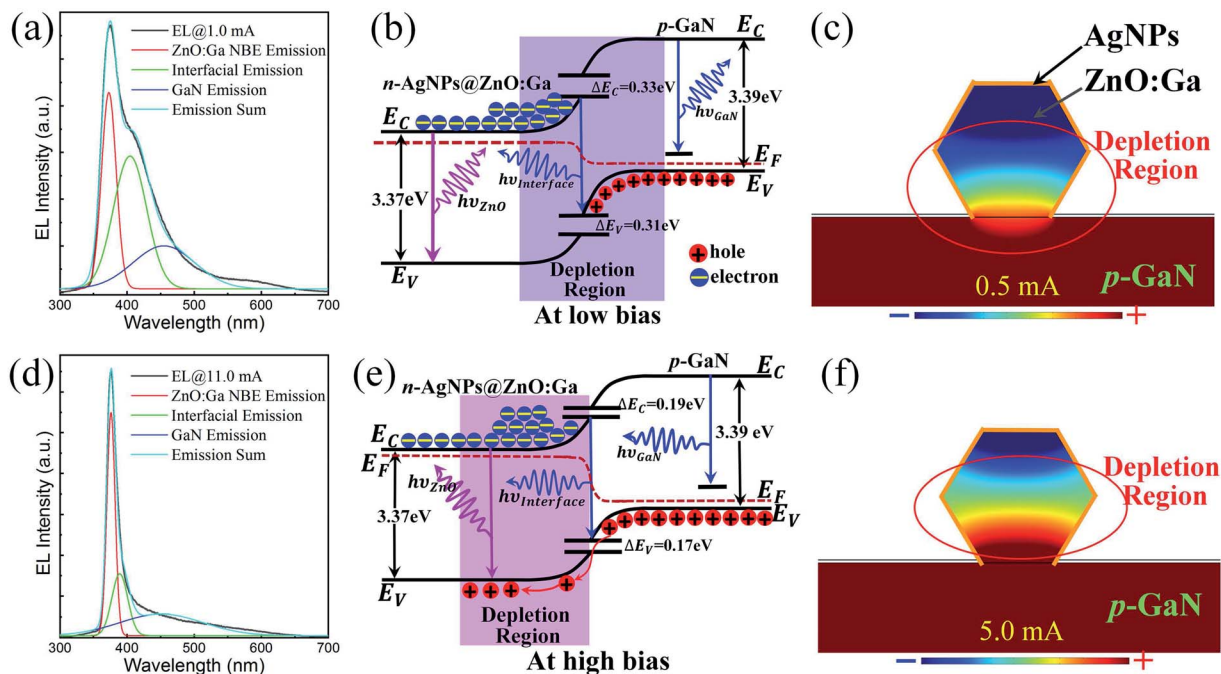 (a)
EL@1.0 mA
ZnO:Ga NBE Emission
Interfacial Emission
GaN Emission
Emission Sum
EL Intensity (a.u.)
300 400 500 600 700
Wavelength (nm)
(b)
p-GaN
E_C
n-AgNPs@ZnO:Ga
ΔE_C=0.33eV
hν_GaN
3.39eV
E_C
E_F
hν_Interface
E_V
3.37eV
hν_ZnO
ΔE_V=0.31eV
hole
electron
E_V
Depletion
Region
At low bias
(c)
AgNPs
ZnO:Ga
Depletion
Region
p-GaN
0.5 mA
− +
(d)
EL@11.0 mA
ZnO:Ga NBE Emission
Interfacial Emission
GaN Emission
Emission Sum
EL Intensity (a.u.)
300 400 500 600 700
Wavelength (nm)
(e)
p-GaN
E_C
n-AgNPs@ZnO:Ga
ΔE_C=0.19eV
3.39 eV
E_C
hν_GaN
E_F
hν_ZnO
hν_Interface
E_F
E_V
3.37eV
ΔE_V=0.17eV
E_V
Depletion
Region
At high bias
(f)
Depletion
Region
p-GaN
5.0 mA
− +